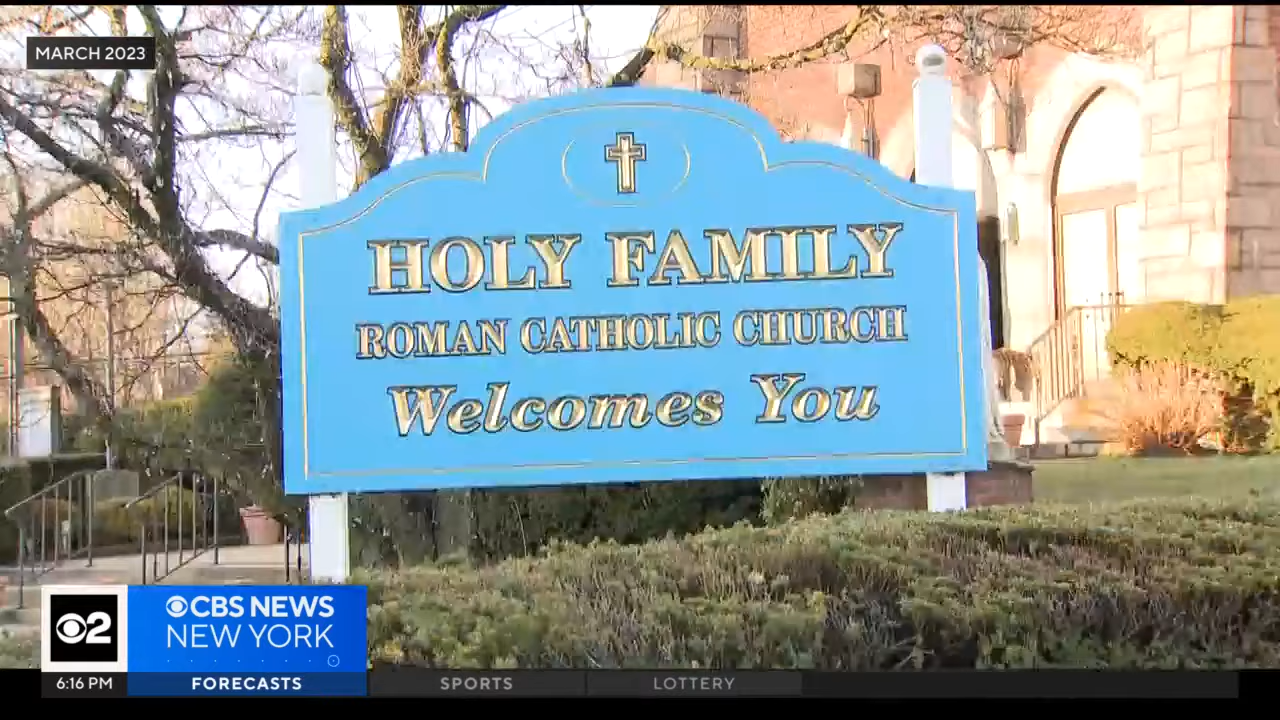 MARCH 2023
HOLY FAMILY
ROMAN CATHOLIC CHURCH
Welcomes You
2
CBS NEWS
NEW YORK
6:16 PM
FORECASTS
SPORTS
LOTTERY